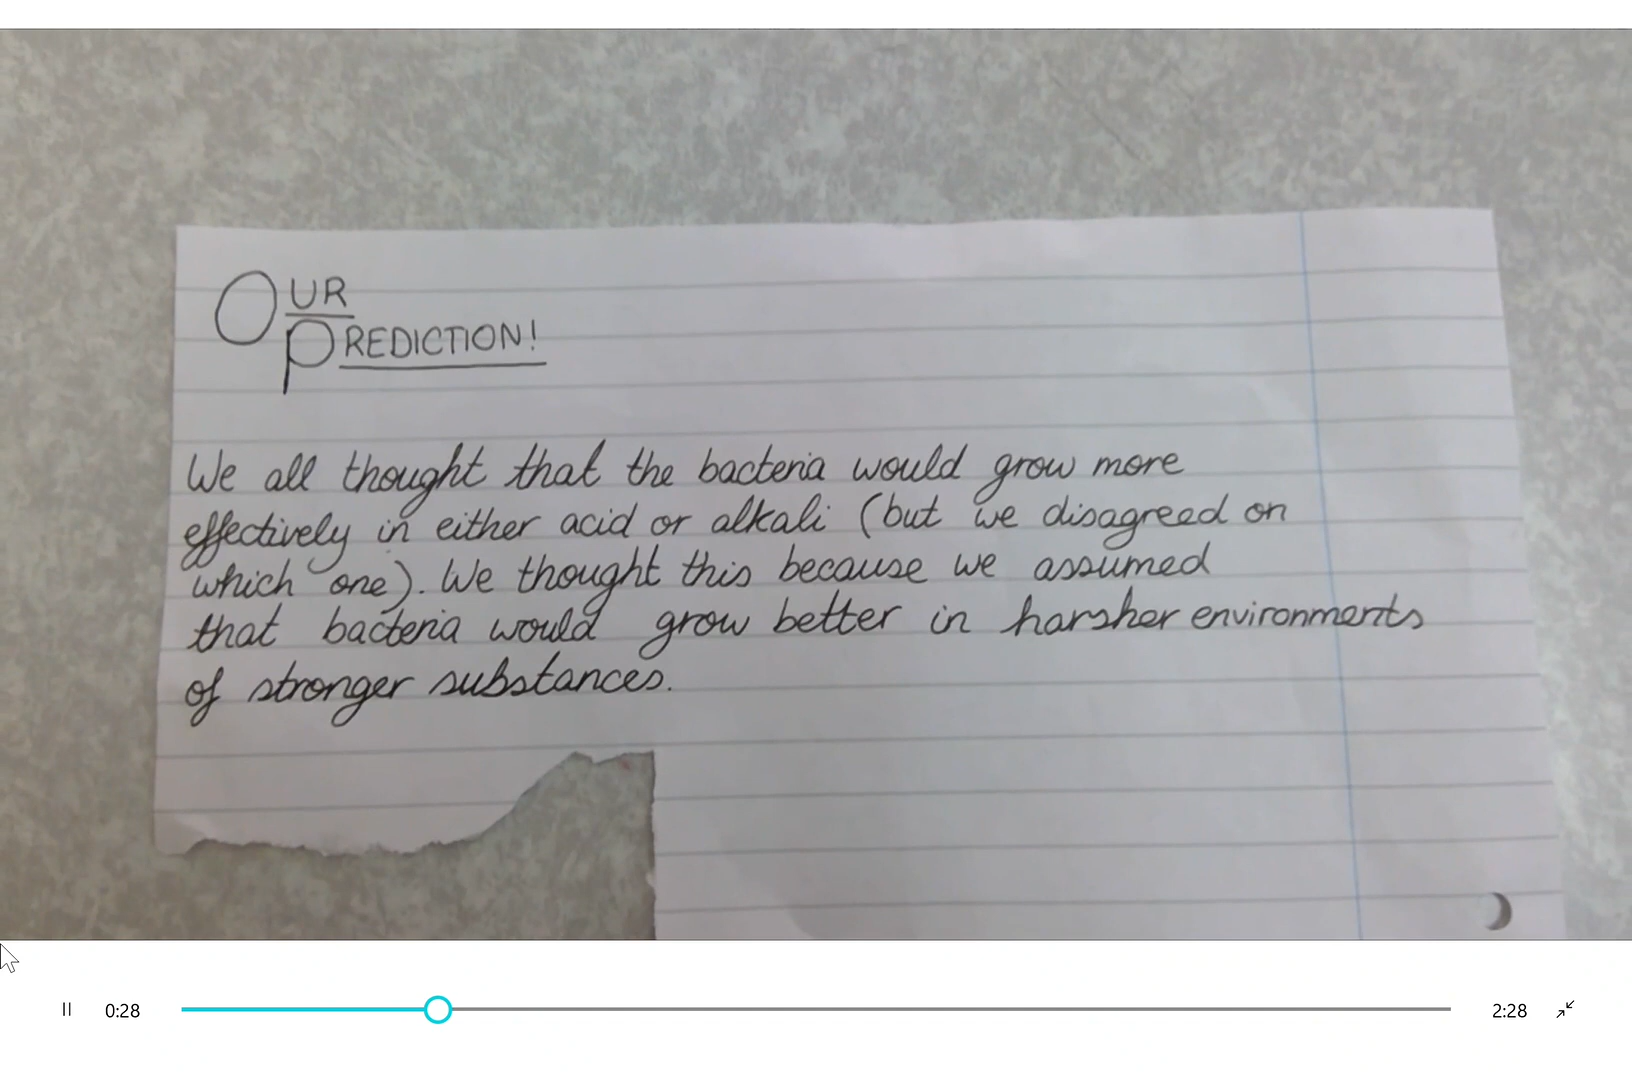 OUR
PREDICTION!
We all thought that the bacteria would grow more
effectively in either acid or alkali (but we disagreed on
which one). We thought this because we assumed
that bacteria would grow better in harsher environments
of stronger substances.
0:28
2:28